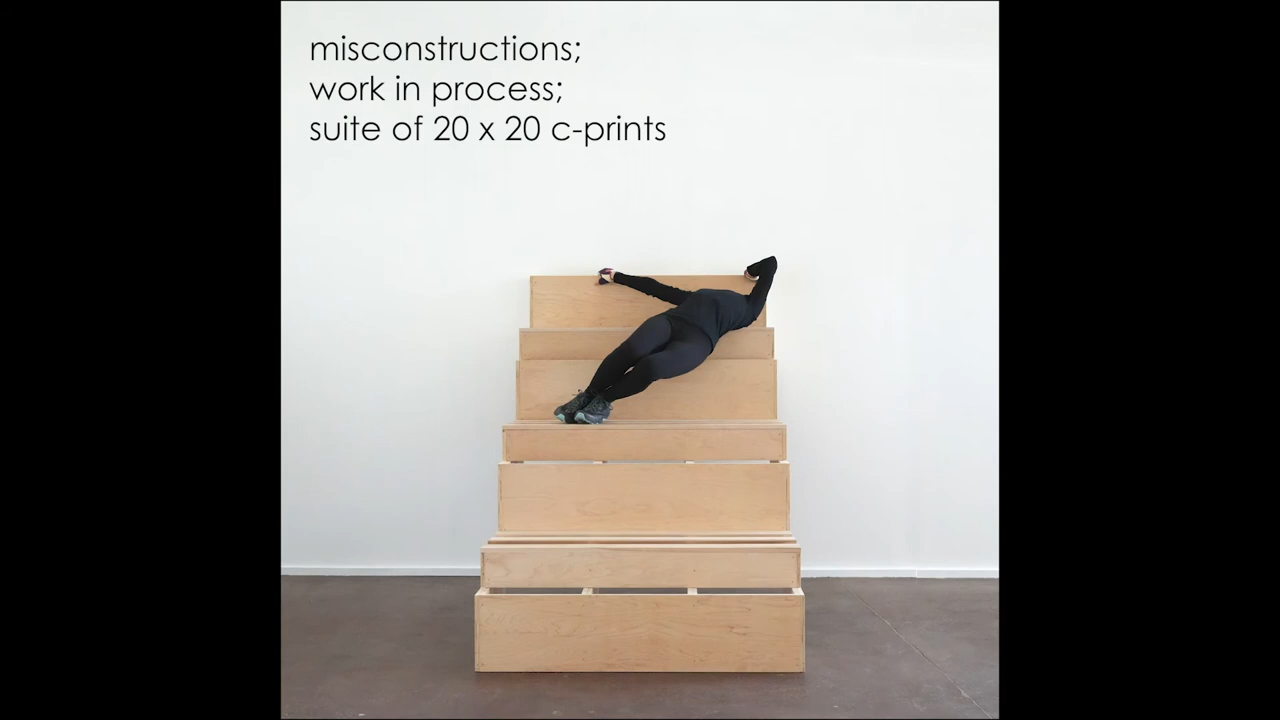 misconstructions;
work in process;
suite of 20 x 20 c-prints